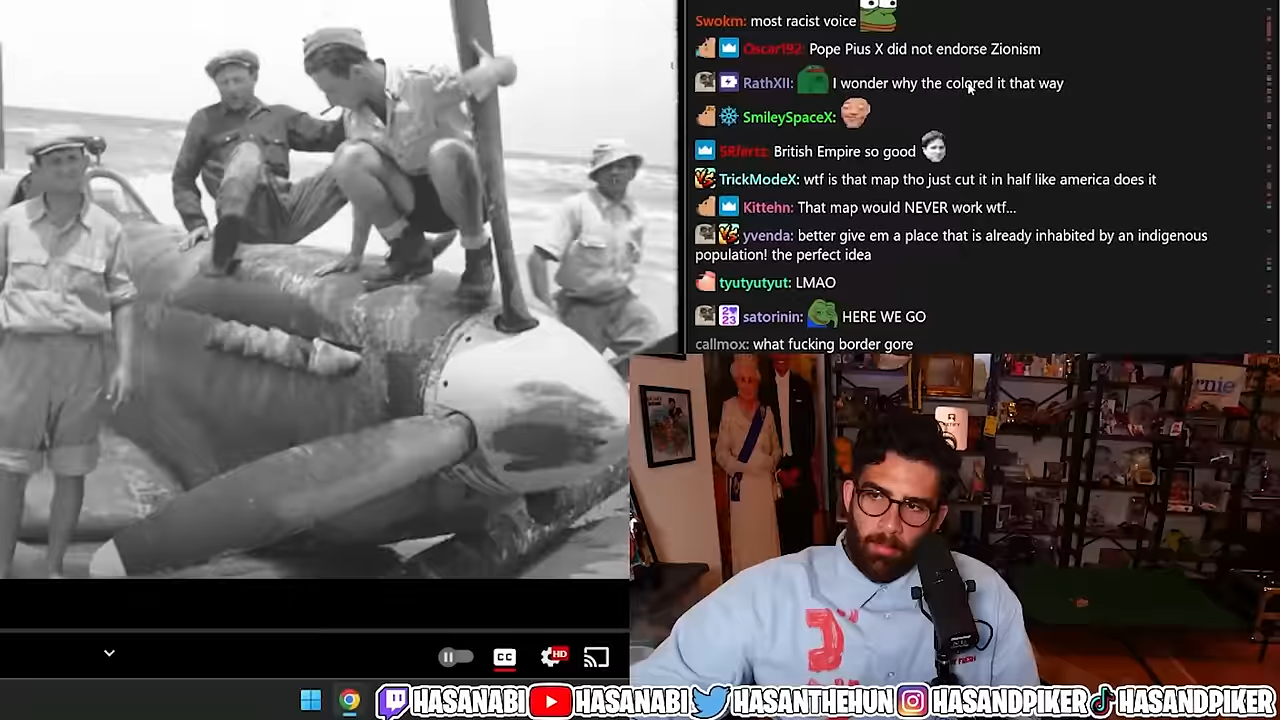 Swokm: most racist voice
Oscar192: Pope Pius X did not endorse Zionism
RathXII: I wonder why the colored it that way
SmileySpaceX:
British Empire so good
TrickModeX: wtf is that map tho just cut it in half like america does it
Kittehn: That map would NEVER work wtf...
yvenda: better give em a place that is already inhabited by an indigenous
population! the perfect idea
tyutyutyut: LMAO
satorinin: HERE WE GO
callmox: what fucking border gore
rnie
CC HD
HASANABI HASANABI HASANTHEHUN HASANDPIKER HASANDPIKER